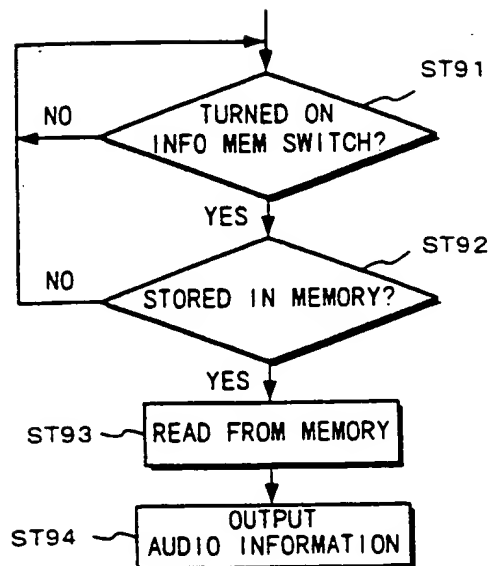 ST91
TURNED ON
INFO MEM SWITCH?
NO
YES
ST92
STORED IN MEMORY?
NO
YES
ST93
READ FROM MEMORY
ST94
OUTPUT
AUDIO INFORMATION